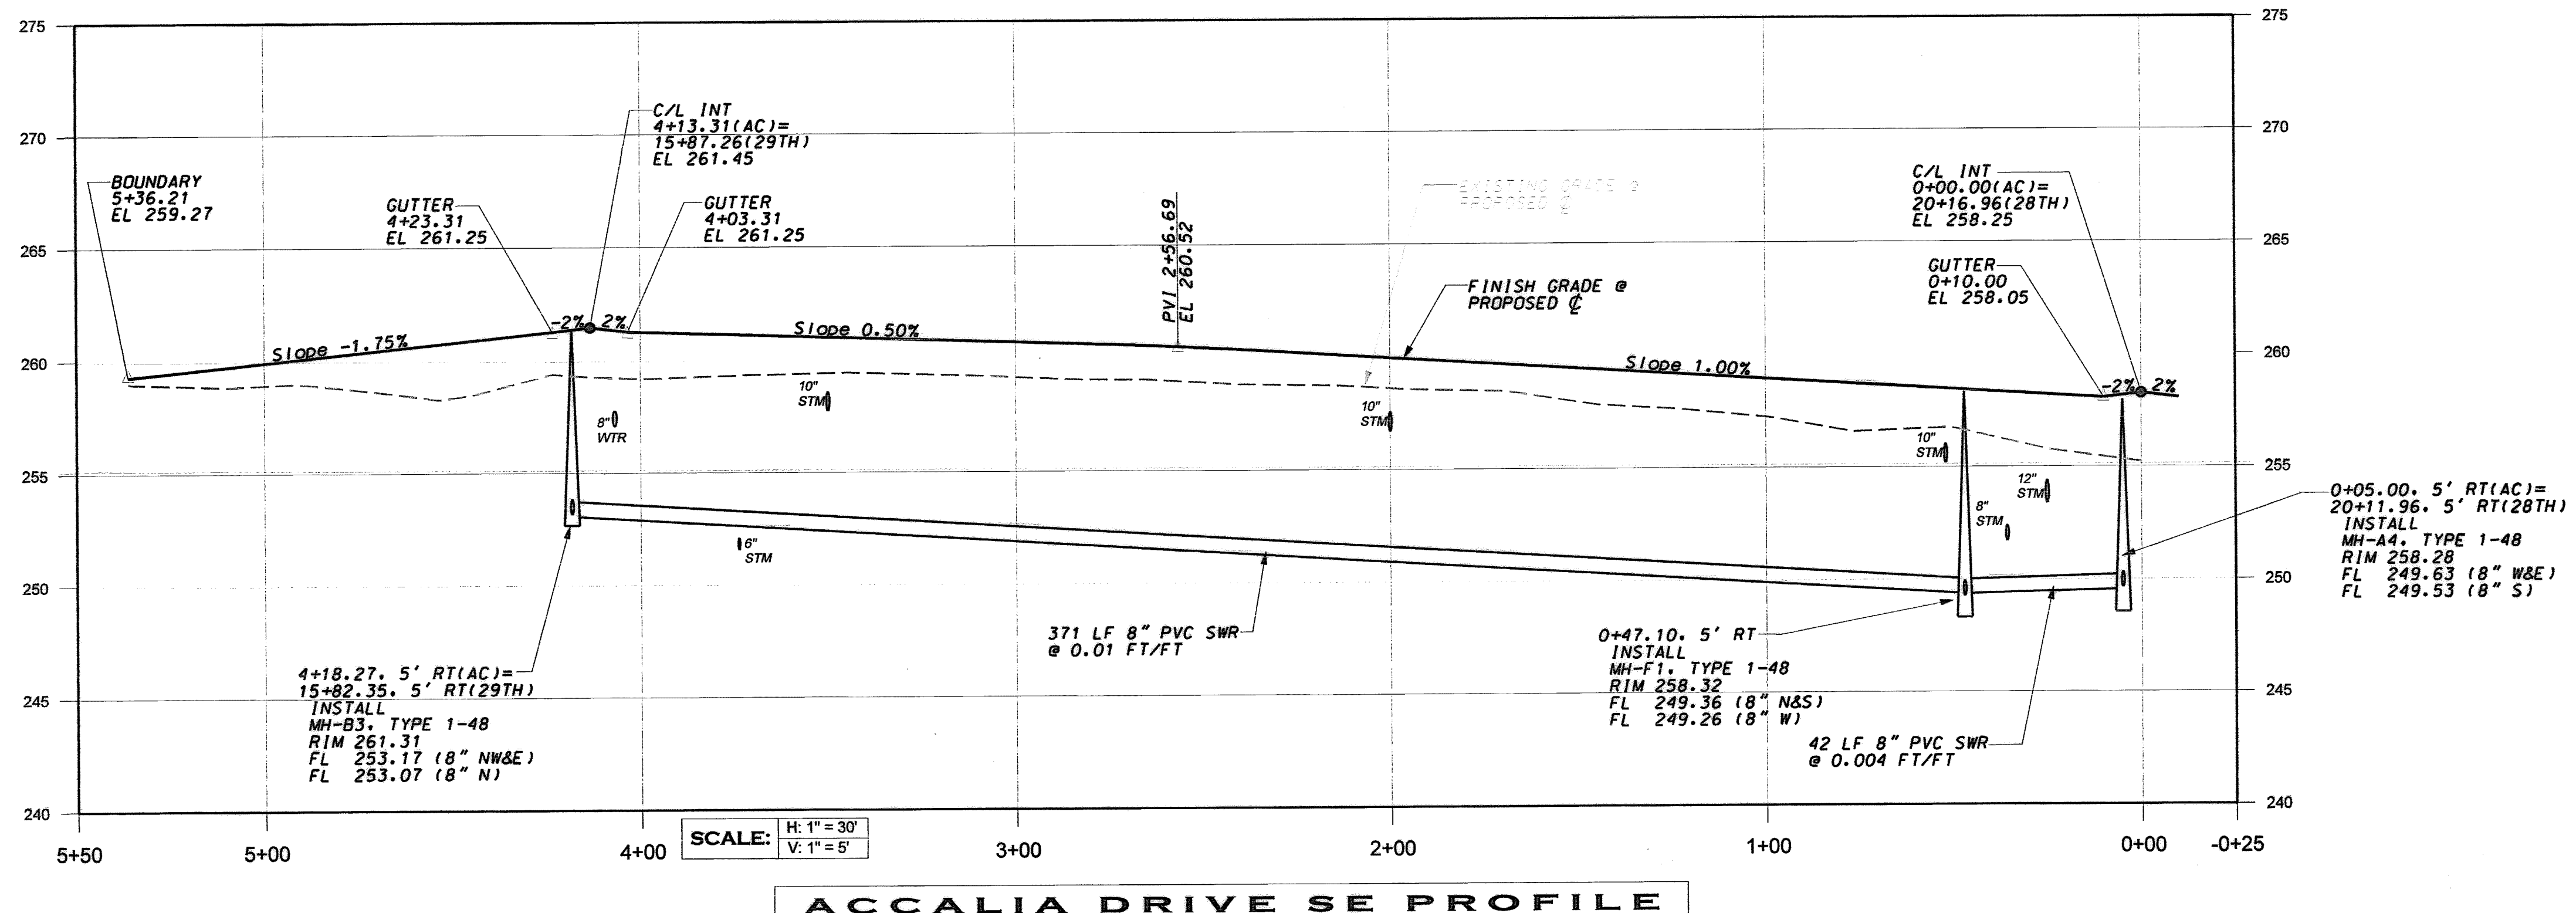 275
270
265
260
255
250
245
240
275
270
265
260
255
250
245
240
BOUNDARY
5+36.21
EL 259.27
GUTTER
4+23.31
EL 261.25
C/L INT
4+13.31(AC)=
15+87.26(29TH)
EL 261.45
GUTTER
4+03.31
EL 261.25
PVI 2+56.69
EL 260.52
EXISTING GRADE @
PROPOSED ℄
FINISH GRADE @
PROPOSED ℄
C/L INT
0+00.00(AC)=
20+16.96(28TH)
EL 258.25
GUTTER
0+10.00
EL 258.05
Slope -1.75%
-2% 2%
Slope 0.50%
Slope 1.00%
-2% 2%
8"
WTR
10"
STM
10"
STM
10"
STM
12"
STM
8"
STM
6"
STM
0+05.00, 5' RT(AC)=
20+11.96, 5' RT(28TH)
INSTALL
MH-A4, TYPE 1-48
RIM 258.28
FL 249.63 (8" W&E)
FL 249.53 (8" S)
371 LF 8" PVC SWR
@ 0.01 FT/FT
0+47.10, 5' RT
INSTALL
MH-F1, TYPE 1-48
RIM 258.32
FL 249.36 (8" N&S)
FL 249.26 (8" W)
42 LF 8" PVC SWR
@ 0.004 FT/FT
4+18.27, 5' RT(AC)=
15+82.35, 5' RT(29TH)
INSTALL
MH-B3, TYPE 1-48
RIM 261.31
FL 253.17 (8" NW&E)
FL 253.07 (8" N)
SCALE:
H: 1" = 30'
V: 1" = 5'
5+50
5+00
4+00
3+00
2+00
1+00
0+00
-0+25
ACCALIA DRIVE SE PROFILE